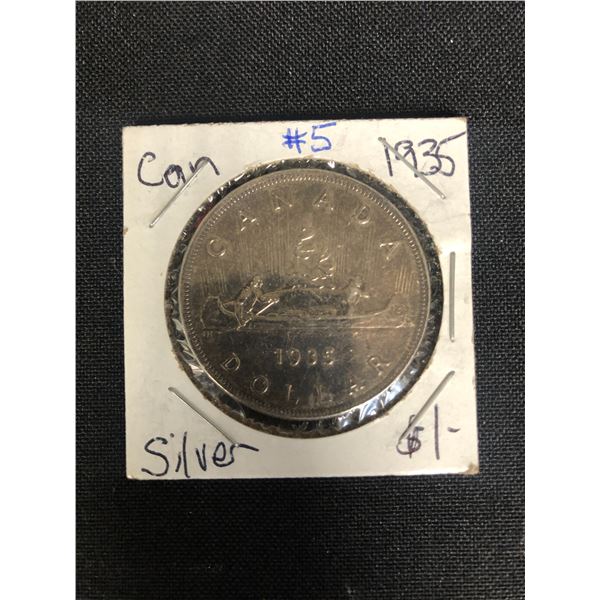 #5
Can 1935
CANADA
1935
DOLLAR
Silver $1/-